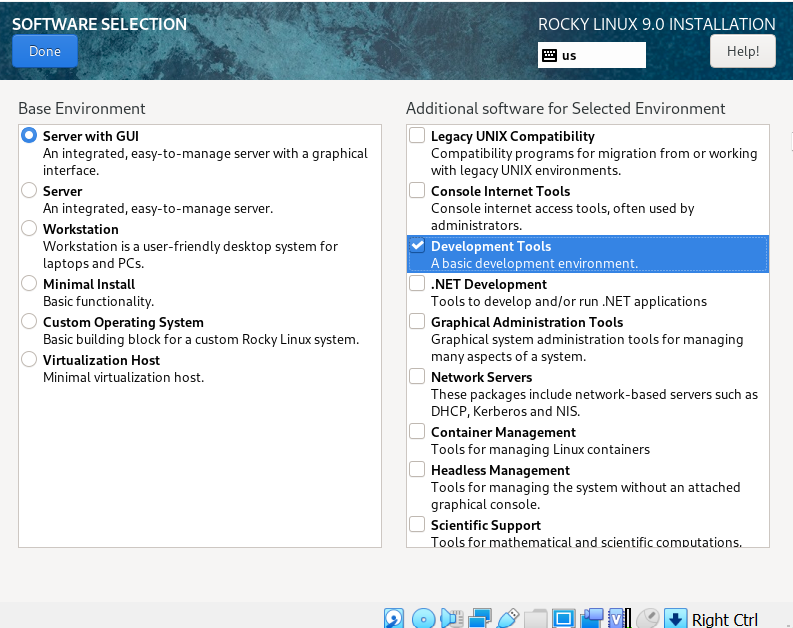 SOFTWARE SELECTION
ROCKY LINUX 9.0 INSTALLATION
Done
us
Help!
Base Environment
Server with GUI
An integrated, easy-to-manage server with a graphical
interface.
Server
An integrated, easy-to-manage server.
Workstation
Workstation is a user-friendly desktop system for
laptops and PCs.
Minimal Install
Basic functionality.
Custom Operating System
Basic building block for a custom Rocky Linux system.
Virtualization Host
Minimal virtualization host.
Additional software for Selected Environment
Legacy UNIX Compatibility
Compatibility programs for migration from or working
with legacy UNIX environments.
Console Internet Tools
Console internet access tools, often used by
administrators.
Development Tools
A basic development environment.
.NET Development
Tools to develop and/or run .NET applications
Graphical Administration Tools
Graphical system administration tools for managing
many aspects of a system.
Network Servers
These packages include network-based servers such as
DHCP, Kerberos and NIS.
Container Management
Tools for managing Linux containers
Headless Management
Tools for managing the system without an attached
graphical console.
Scientific Support
Tools for mathematical and scientific computations.
V
Right Ctrl